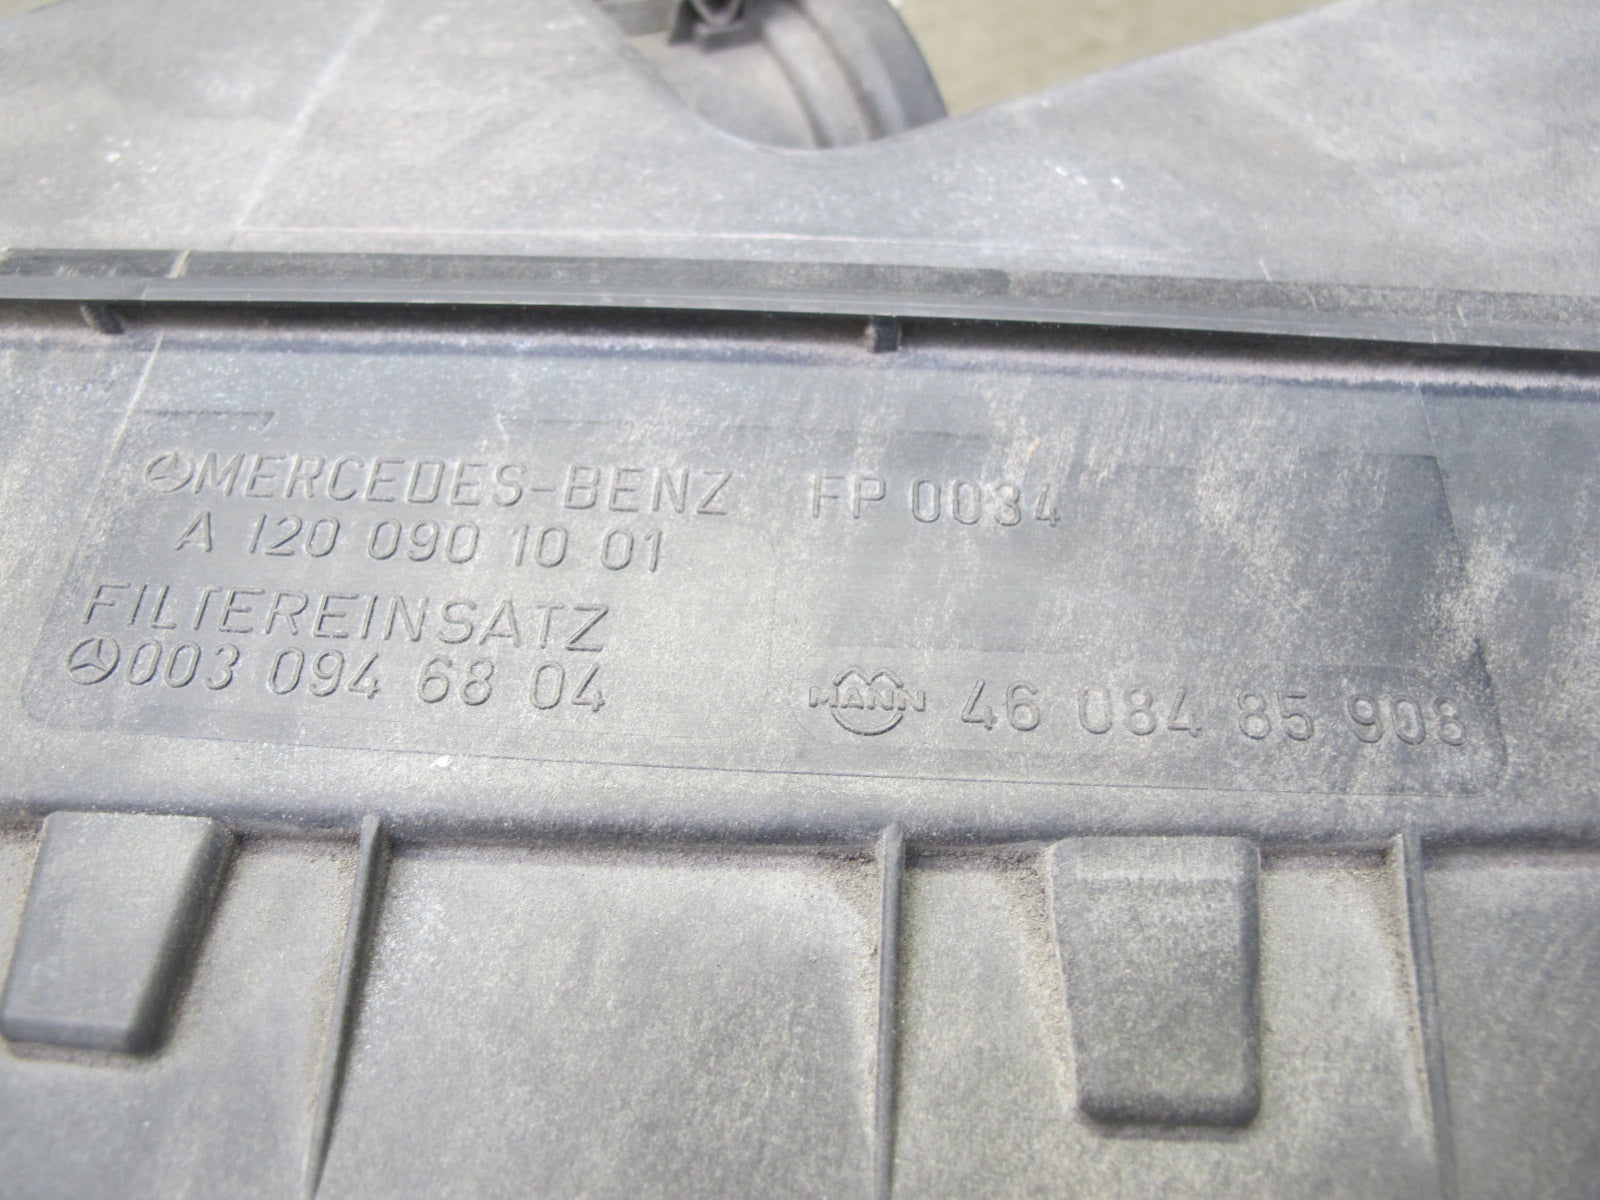 MERCEDES-BENZ FP 0034
A 120 090 10 01
FILTEREINSATZ
003 094 68 04
MANN 46 084 85 908